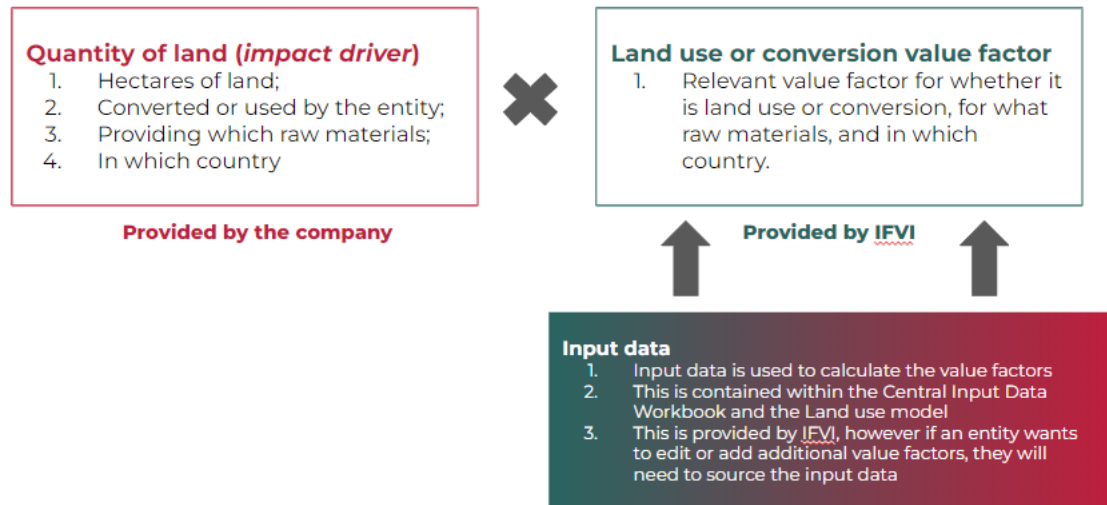 Quantity of land (impact driver)
1. Hectares of land;
2. Converted or used by the entity;
3. Providing which raw materials;
4. In which country
Provided by the company
Land use or conversion value factor
1. Relevant value factor for whether it
is land use or conversion, for what
raw materials, and in which
country.
Provided by IFVI
Input data
1. Input data is used to calculate the value factors
2. This is contained within the Central Input Data
Workbook and the Land use model
3. This is provided by IFVI, however if an entity wants
to edit or add additional value factors, they will
need to source the input data